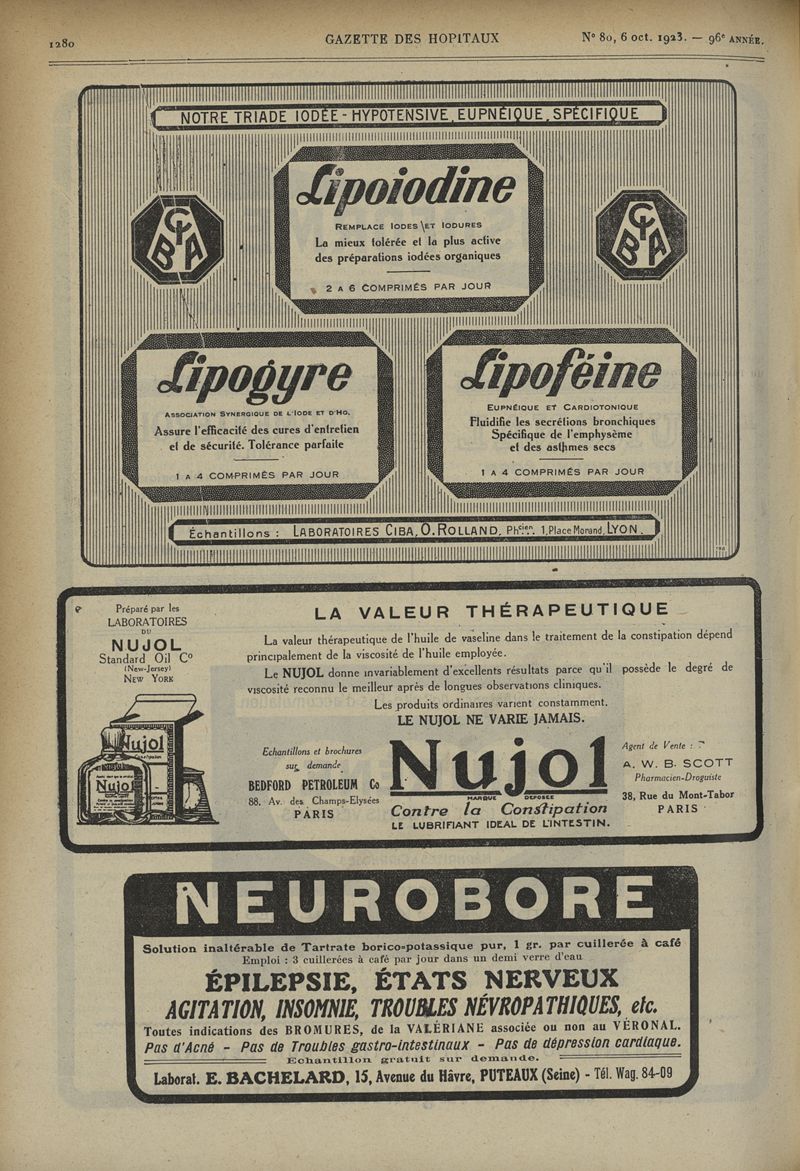 1280
GAZETTE DES HOPITAUX
N° 80, 6 oct. 1923. — 96e ANNÉE.
NOTRE TRIADE IODÉE - HYPOTENSIVE, EUPNÉIQUE, SPÉCIFIQUE
Lipoiodine
REMPLACE IODES ET IODURES
La mieux tolérée et la plus active
des préparations iodées organiques
2 A 6 COMPRIMÉS PAR JOUR
CIBA
CIBA
Lipogyre
ASSOCIATION SYNERGIQUE DE L'IODE ET D'HG.
Assure l'efficacité des cures d'entretien
et de sécurité. Tolérance parfaite
1 A 4 COMPRIMÉS PAR JOUR
Lipoféine
EUPNÉIQUE ET CARDIOTONIQUE
Fluidifie les secrétions bronchiques
Spécifique de l'emphysème
et des asthmes secs
1 A 4 COMPRIMÉS PAR JOUR
Échantillons : LABORATOIRES CIBA, O. ROLLAND, Phcien. 1, Place Morand, LYON.
Préparé par les
LABORATOIRES
DU
NUJOL
Standard Oil Co
(New-Jersey)
NEW YORK
Nujol
Nujol
LA VALEUR THÉRAPEUTIQUE
La valeur thérapeutique de l'huile de vaseline dans le traitement de la constipation dépend
principalement de la viscosité de l'huile employée.
Le NUJOL donne invariablement d'excellents résultats parce qu'il possède le degré de
viscosité reconnu le meilleur après de longues observations cliniques.
Les produits ordinaires varient constamment.
LE NUJOL NE VARIE JAMAIS.
Echantillons et brochures
sur demande
BEDFORD PETROLEUM Co
88. Av. des Champs-Elysées
PARIS
Nujol
MARQUE DÉPOSÉE
Contre la Constipation
LE LUBRIFIANT IDEAL DE L'INTESTIN.
Agent de Vente :
A. W. B. SCOTT
Pharmacien-Droguiste
38, Rue du Mont-Tabor
PARIS
NEUROBORE
Solution inaltérable de Tartrate borico-potassique pur, 1 gr. par cuillerée à café
Emploi : 3 cuillerées à café par jour dans un demi verre d'eau
ÉPILEPSIE, ÉTATS NERVEUX
AGITATION, INSOMNIE, TROUBLES NÉVROPATHIQUES, etc.
Toutes indications des BROMURES, de la VALÉRIANE associée ou non au VÉRONAL.
Pas d'Acné - Pas de Troubles gastro-intestinaux - Pas de dépression cardiaque.
Echantillon gratuit sur demande.
Laborat. E. BACHELARD, 15, Avenue du Hâvre, PUTEAUX (Seine) - Tél. Wag. 84-09